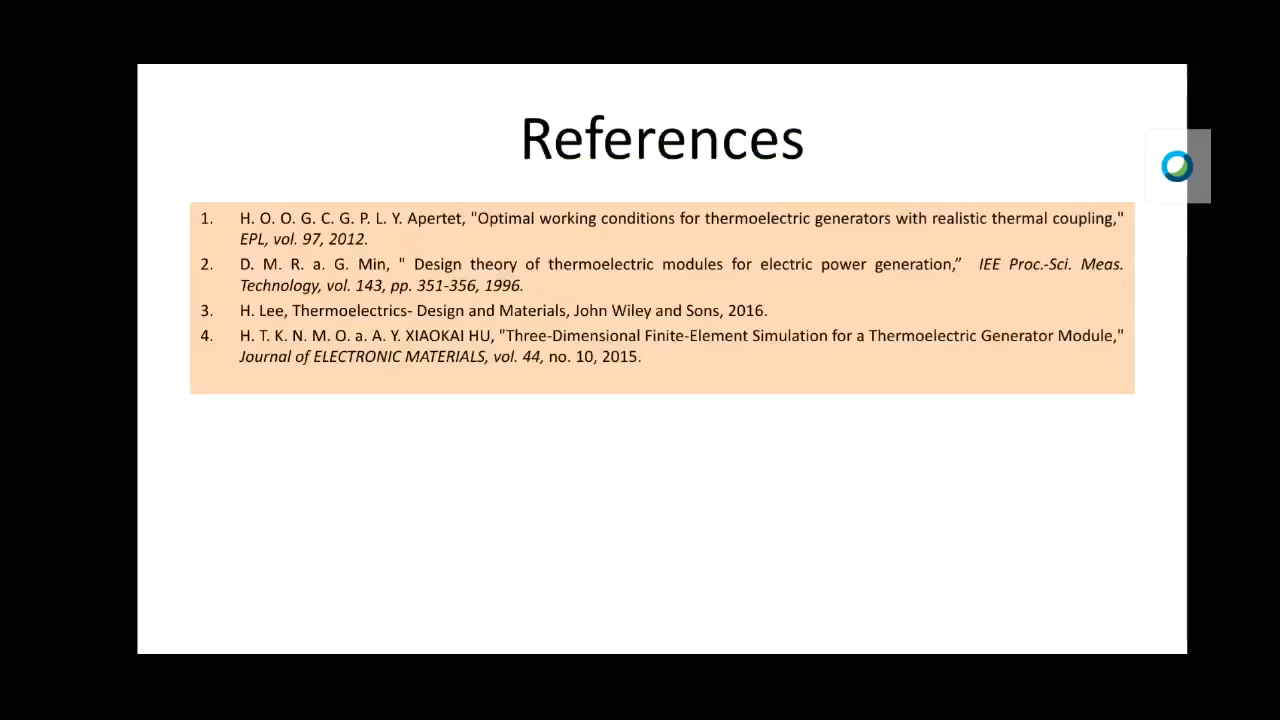 References
1. H. O. O. G. C. G. P. L. Y. Apertet, "Optimal working conditions for thermoelectric generators with realistic thermal coupling,"
EPL, vol. 97, 2012.
2. D. M. R. a. G. Min, " Design theory of thermoelectric modules for electric power generation,” IEE Proc.-Sci. Meas.
Technology, vol. 143, pp. 351-356, 1996.
3. H. Lee, Thermoelectrics- Design and Materials, John Wiley and Sons, 2016.
4. H. T. K. N. M. O. a. A. Y. XIAOKAI HU, "Three-Dimensional Finite-Element Simulation for a Thermoelectric Generator Module,"
Journal of ELECTRONIC MATERIALS, vol. 44, no. 10, 2015.